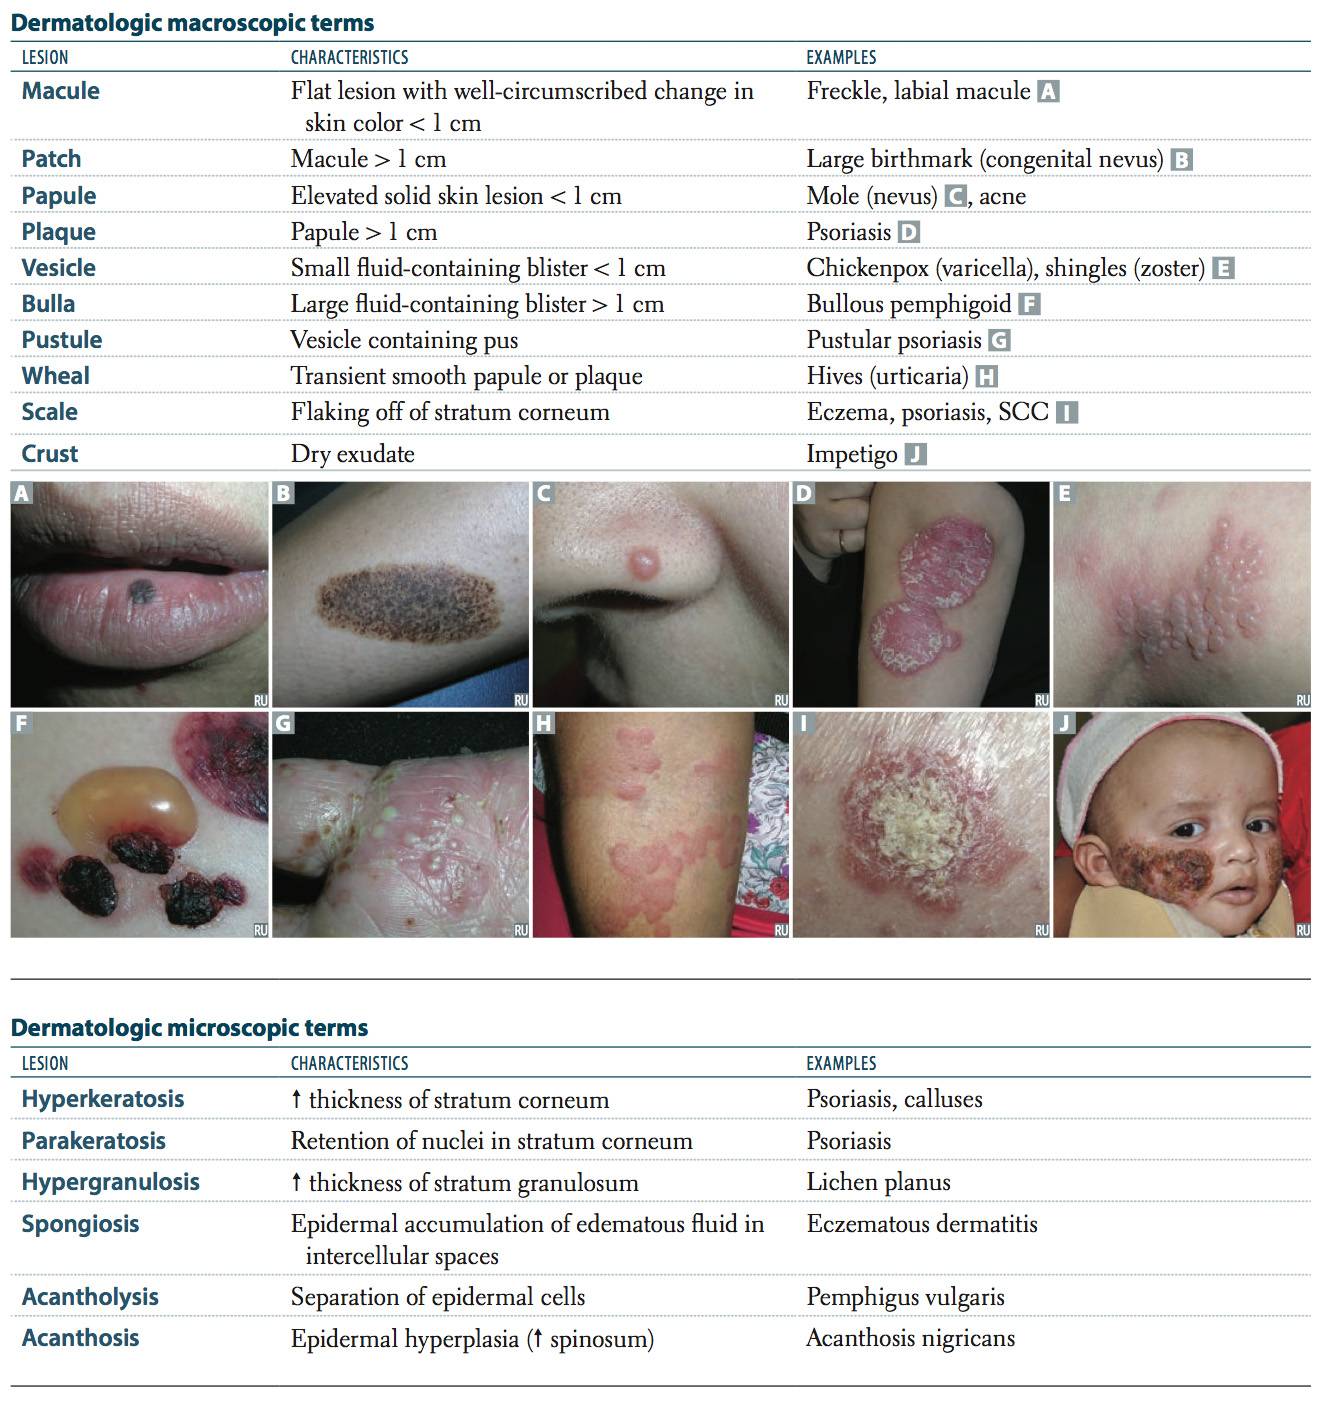 Dermatologic macroscopic terms
LESION CHARACTERISTICS EXAMPLES
Macule Flat lesion with well-circumscribed change in Freckle, labial macule A
skin color < 1 cm
Patch Macule > 1 cm Large birthmark (congenital nevus) B
Papule Elevated solid skin lesion < 1 cm Mole (nevus) C, acne
Plaque Papule > 1 cm Psoriasis D
Vesicle Small fluid-containing blister < 1 cm Chickenpox (varicella), shingles (zoster) E
Bulla Large fluid-containing blister > 1 cm Bullous pemphigoid F
Pustule Vesicle containing pus Pustular psoriasis G
Wheal Transient smooth papule or plaque Hives (urticaria) H
Scale Flaking off of stratum corneum Eczema, psoriasis, SCC I
Crust Dry exudate Impetigo J
A B C D E
RU RU RU RU RU
F G H I J
RU RU RU RU RU
Dermatologic microscopic terms
LESION CHARACTERISTICS EXAMPLES
Hyperkeratosis ↑ thickness of stratum corneum Psoriasis, calluses
Parakeratosis Retention of nuclei in stratum corneum Psoriasis
Hypergranulosis ↑ thickness of stratum granulosum Lichen planus
Spongiosis Epidermal accumulation of edematous fluid in Eczematous dermatitis
intercellular spaces
Acantholysis Separation of epidermal cells Pemphigus vulgaris
Acanthosis Epidermal hyperplasia (↑ spinosum) Acanthosis nigricans